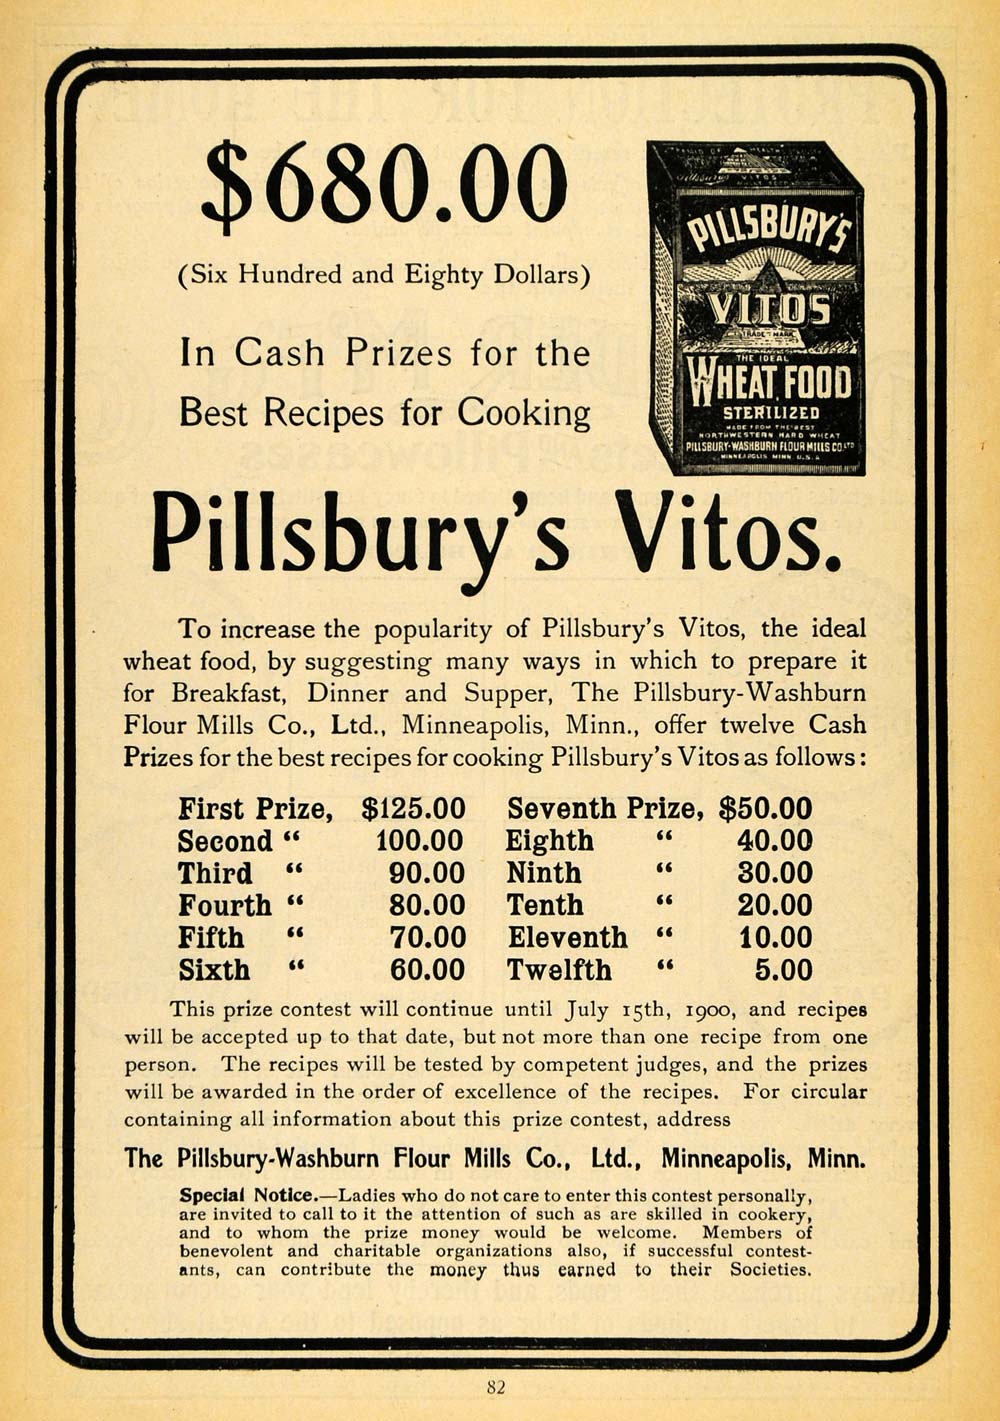 $680.00
(Six Hundred and Eighty Dollars)
In Cash Prizes for the
Best Recipes for Cooking
PILLSBURY'S
VITOS
TRADE MARK
THE IDEAL
WHEAT FOOD
STERILIZED
MADE FROM THE BEST
NORTHWESTERN HARD WHEAT
PILLSBURY-WASHBURN FLOUR MILLS CO. LTD
MINNEAPOLIS MINN U.S.A
Pillsbury's Vitos.
To increase the popularity of Pillsbury's Vitos, the ideal
wheat food, by suggesting many ways in which to prepare it
for Breakfast, Dinner and Supper, The Pillsbury-Washburn
Flour Mills Co., Ltd., Minneapolis, Minn., offer twelve Cash
Prizes for the best recipes for cooking Pillsbury's Vitos as follows:
First Prize, $125.00 Seventh Prize, $50.00
Second “ 100.00 Eighth “ 40.00
Third “ 90.00 Ninth “ 30.00
Fourth “ 80.00 Tenth “ 20.00
Fifth “ 70.00 Eleventh “ 10.00
Sixth “ 60.00 Twelfth “ 5.00
This prize contest will continue until July 15th, 1900, and recipes
will be accepted up to that date, but not more than one recipe from one
person. The recipes will be tested by competent judges, and the prizes
will be awarded in the order of excellence of the recipes. For circular
containing all information about this prize contest, address
The Pillsbury-Washburn Flour Mills Co., Ltd., Minneapolis, Minn.
Special Notice.—Ladies who do not care to enter this contest personally,
are invited to call to it the attention of such as are skilled in cookery,
and to whom the prize money would be welcome. Members of
benevolent and charitable organizations also, if successful contest-
ants, can contribute the money thus earned to their Societies.
82